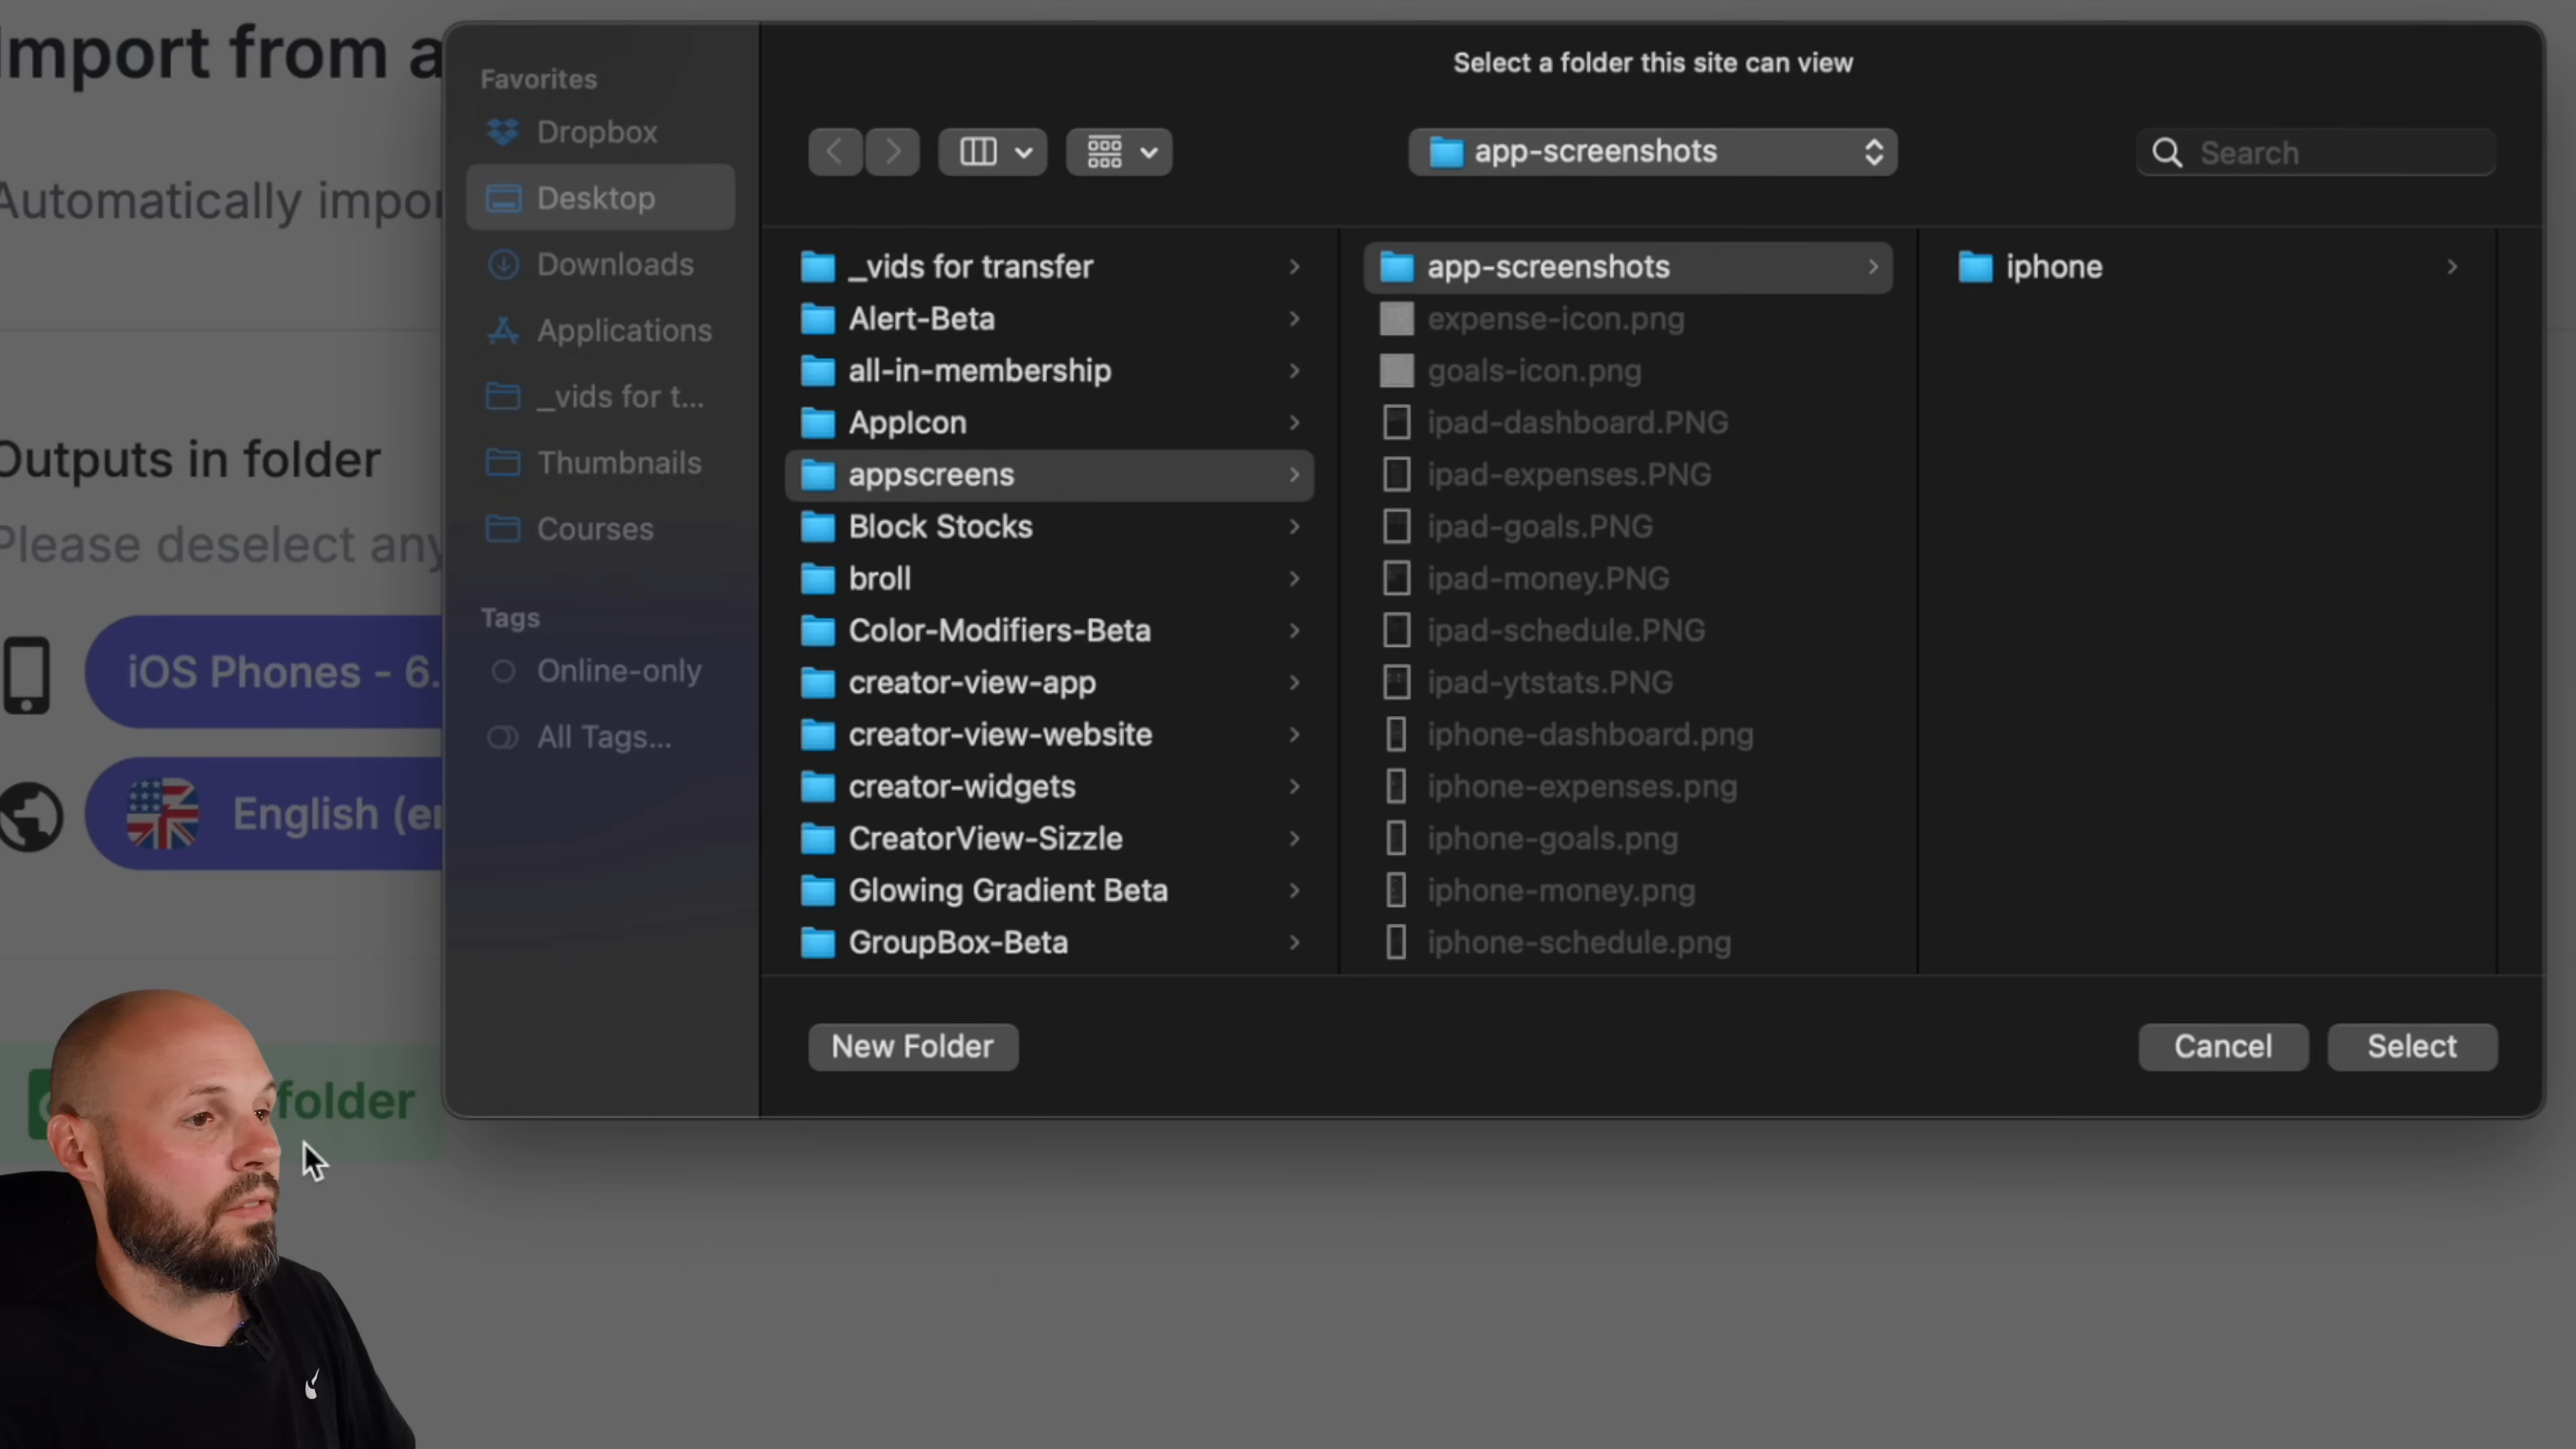 Import from a
Automatically impor
Outputs in folder
Please deselect any
iOS Phones - 6.
English (en
folder
Favorites
Dropbox
Desktop
Downloads
Applications
_vids for t...
Thumbnails
Courses
Tags
Online-only
All Tags...
Select a folder this site can view
app-screenshots
Search
_vids for transfer
Alert-Beta
all-in-membership
AppIcon
appscreens
Block Stocks
broll
Color-Modifiers-Beta
creator-view-app
creator-view-website
creator-widgets
CreatorView-Sizzle
Glowing Gradient Beta
GroupBox-Beta
app-screenshots
expense-icon.png
goals-icon.png
ipad-dashboard.PNG
ipad-expenses.PNG
ipad-goals.PNG
ipad-money.PNG
ipad-schedule.PNG
ipad-ytstats.PNG
iphone-dashboard.png
iphone-expenses.png
iphone-goals.png
iphone-money.png
iphone-schedule.png
iphone
New Folder
Cancel
Select